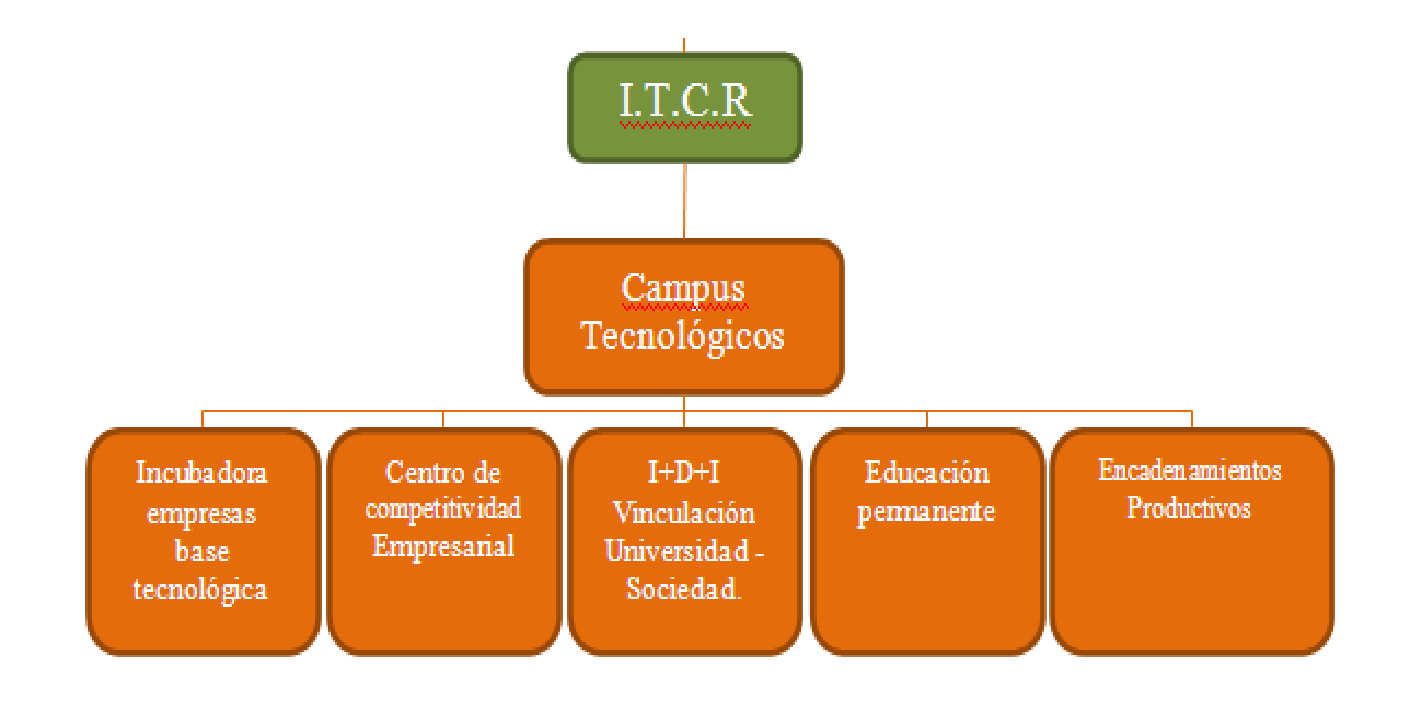 I.T.C.R
Campus
Tecnológicos
Incubadora
empresas
base
tecnológica
Centro de
competitividad
Empresarial
I+D+I
Vinculación
Universidad -
Sociedad.
Educación
permanente
Encadenamientos
Productivos